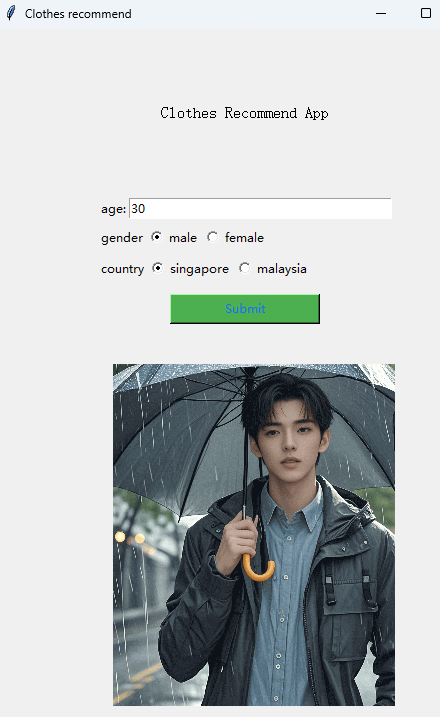 Clothes recommend
Clothes Recommend App
age: 30
gender male female
country singapore malaysia
Submit